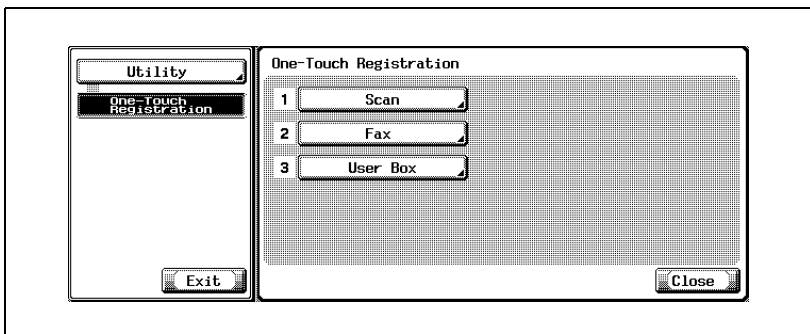 Utility
One-Touch
Registration
Exit
One-Touch Registration
1 Scan
2 Fax
3 User Box
Close